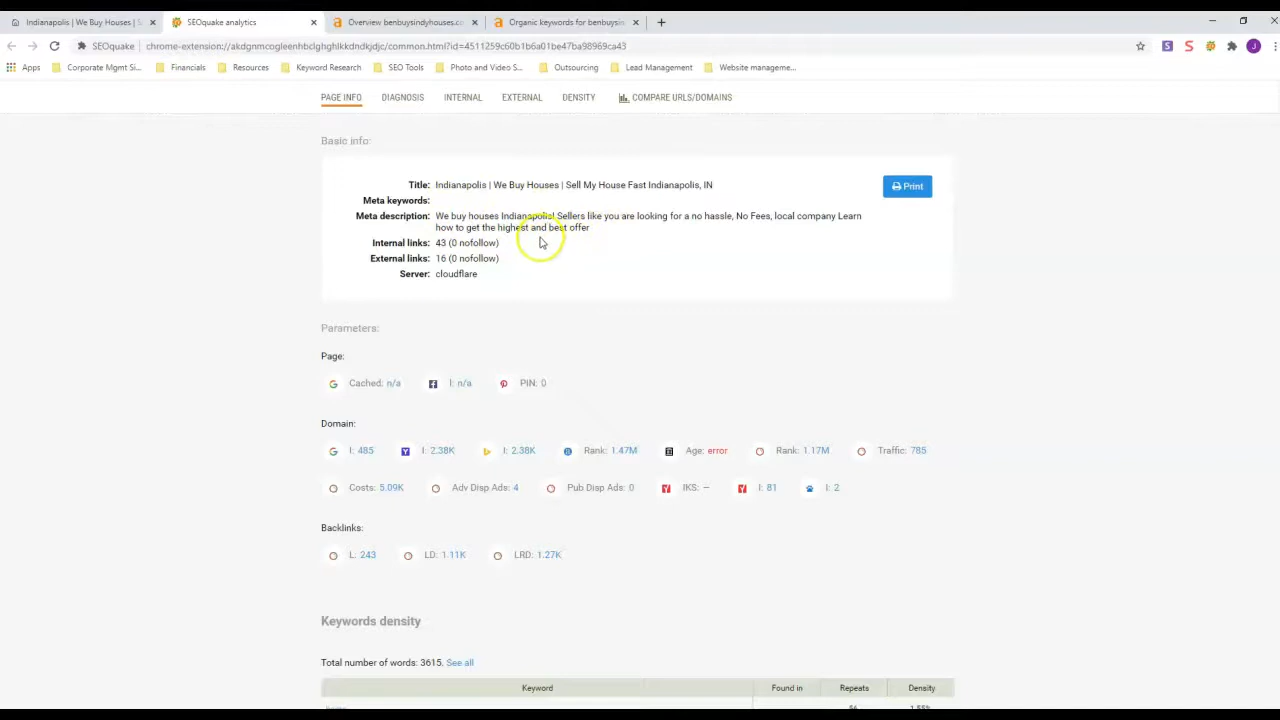 Indianapolis | We Buy Houses | S
SEOquake analytics
Overview benbuysindyhouses.co
Organic keywords for benbuysin
SEOquake
chrome-extension://akdgnmcogleenhbclghghlkkdndkjdjc/common.html?id=4511259c60b1b6a01be47ba98969ca43
J
Apps
Corporate Mgmt Si...
Financials
Resources
Keyword Research
SEO Tools
Photo and Video S...
Outsourcing
Lead Management
Website manageme...
PAGE INFO
DIAGNOSIS
INTERNAL
EXTERNAL
DENSITY
COMPARE URLS/DOMAINS
Basic info:
Title: Indianapolis | We Buy Houses | Sell My House Fast Indianapolis, IN
Print
Meta keywords:
Meta description: We buy houses Indianapolis! Sellers like you are looking for a no hassle, No Fees, local company Learn
how to get the highest and best offer
Internal links: 43 (0 nofollow)
External links: 16 (0 nofollow)
Server: cloudflare
Parameters:
Page:
Cached: n/a
I: n/a
PIN: 0
Domain:
I: 485
I: 2.38K
I: 2.38K
Rank: 1.47M
Age: error
Rank: 1.17M
Traffic: 785
Costs: 5.09K
Adv Disp Ads: 4
Pub Disp Ads: 0
IKS: —
I: 81
I: 2
Backlinks:
L: 243
LD: 1.11K
LRD: 1.27K
Keywords density
Total number of words: 3615. See all
Keyword
Found in
Repeats
Density